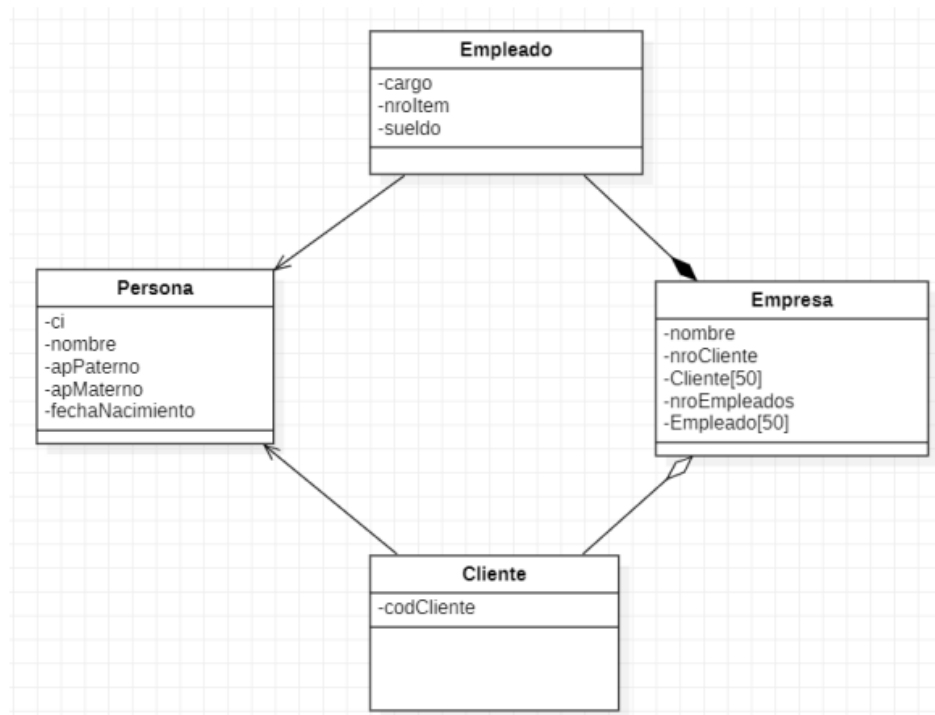 Empleado
-cargo
-nroItem
-sueldo
Persona
-ci
-nombre
-apPaterno
-apMaterno
-fechaNacimiento
Empresa
-nombre
-nroCliente
-Cliente[50]
-nroEmpleados
-Empleado[50]
Cliente
-codCliente